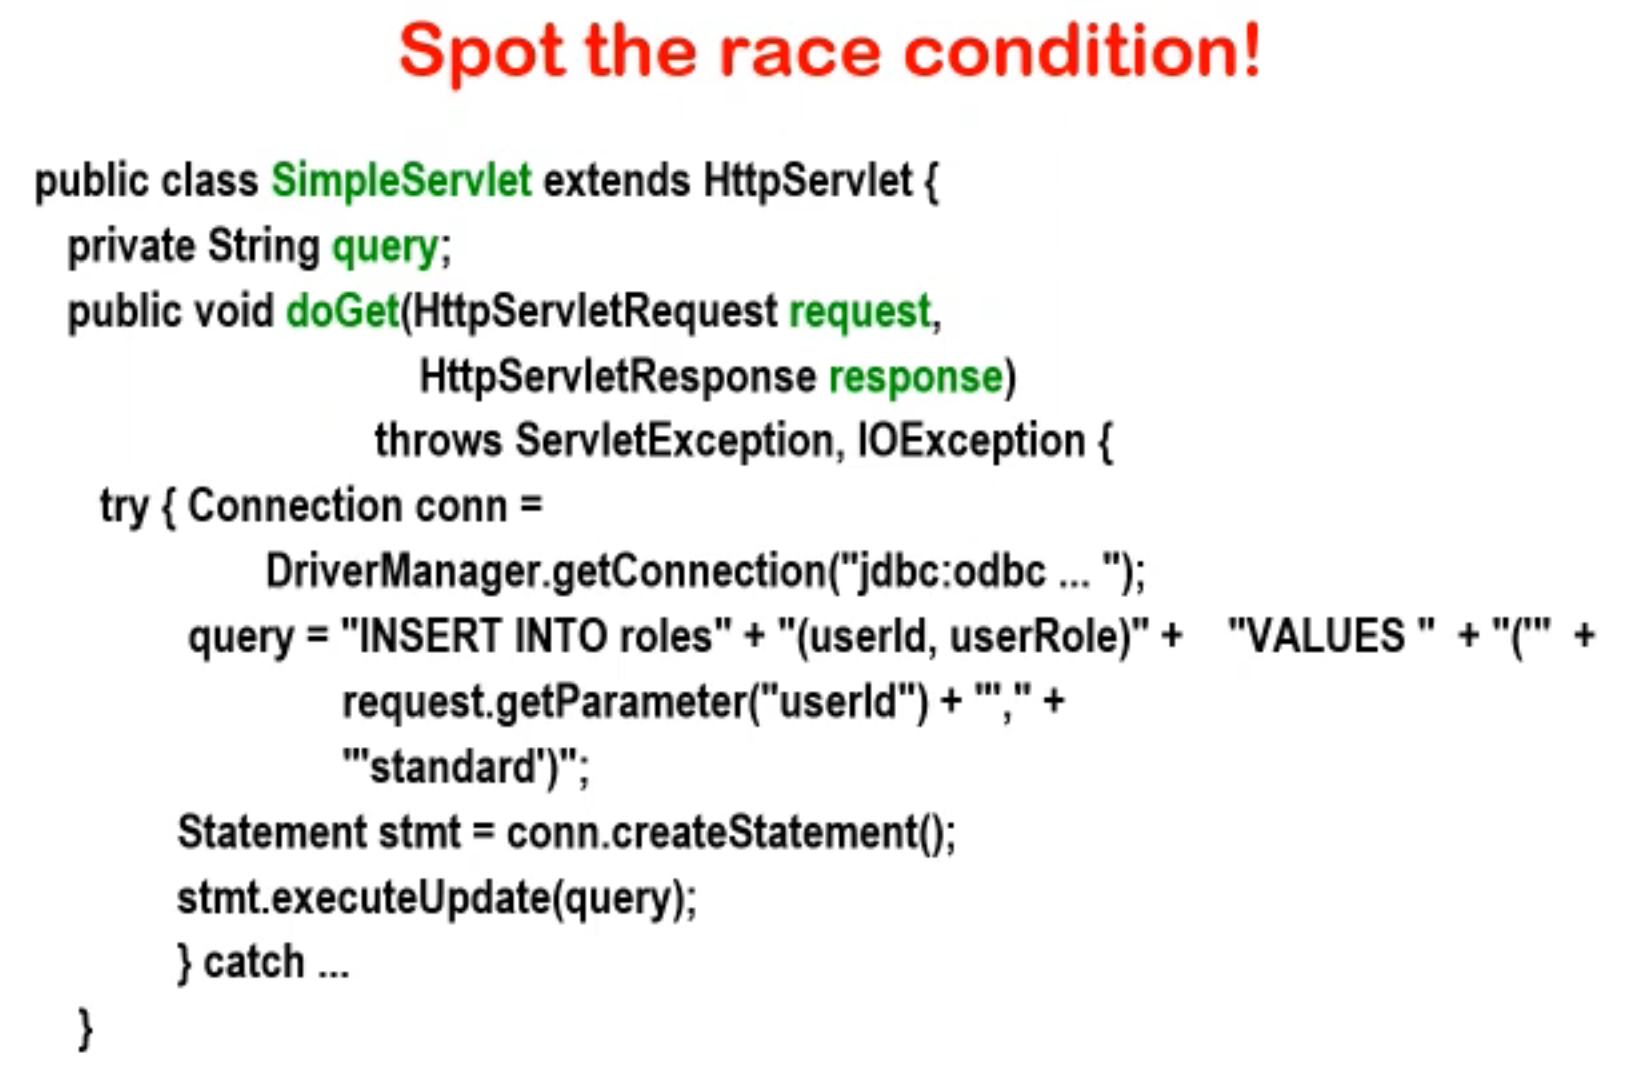 Spot the race condition!
public class SimpleServlet extends HttpServlet {
private String query;
public void doGet(HttpServletRequest request,
HttpServletResponse response)
throws ServletException, IOException {
try { Connection conn =
DriverManager.getConnection("jdbc:odbc ... ");
query = "INSERT INTO roles" + "(userId, userRole)" + "VALUES " + "('" +
request.getParameter("userId") + "'," +
"'standard')";
Statement stmt = conn.createStatement();
stmt.executeUpdate(query);
} catch ...
}